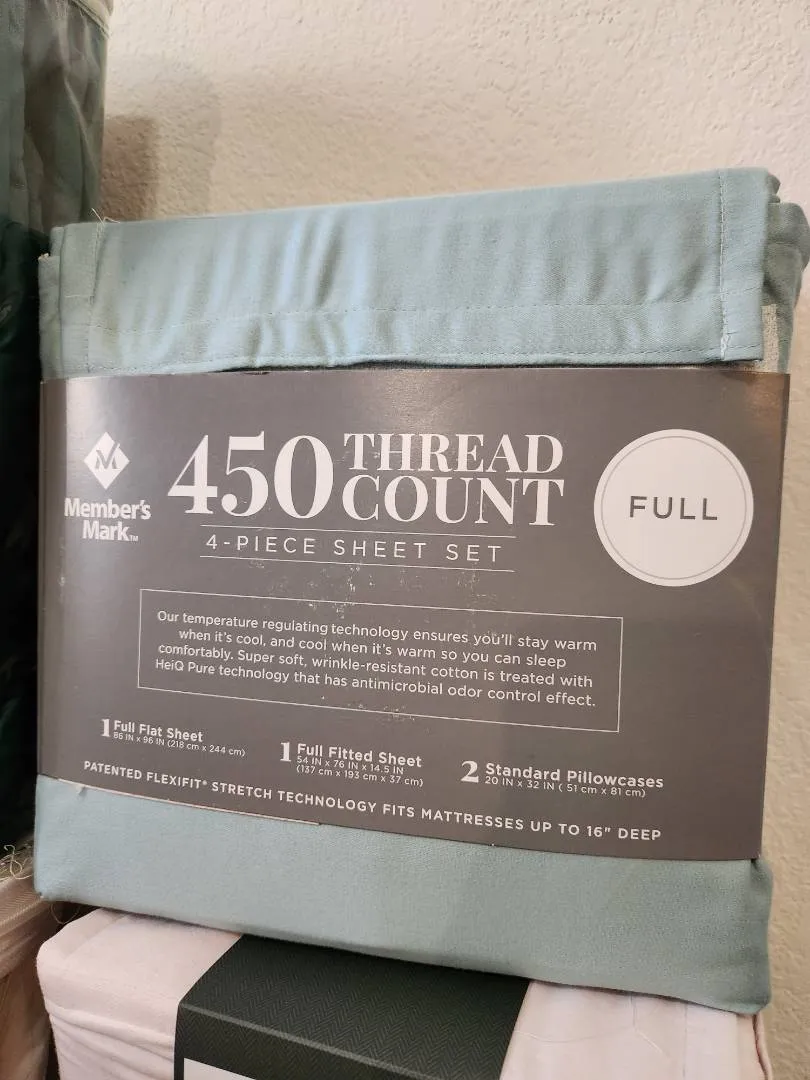 Member's
Mark™
450 THREAD
COUNT
4-PIECE SHEET SET
FULL
Our temperature regulating technology ensures you'll stay warm
when it's cool, and cool when it's warm so you can sleep
comfortably. Super soft, wrinkle-resistant cotton is treated with
HeiQ Pure technology that has antimicrobial odor control effect.
1 Full Flat Sheet
86 IN x 96 IN (218 cm x 244 cm)
1 Full Fitted Sheet
54 IN x 76 IN x 14.5 IN
(137 cm x 193 cm x 37 cm)
2 Standard Pillowcases
20 IN x 32 IN ( 51 cm x 81 cm)
PATENTED FLEXIFIT® STRETCH TECHNOLOGY FITS MATTRESSES UP TO 16" DEEP